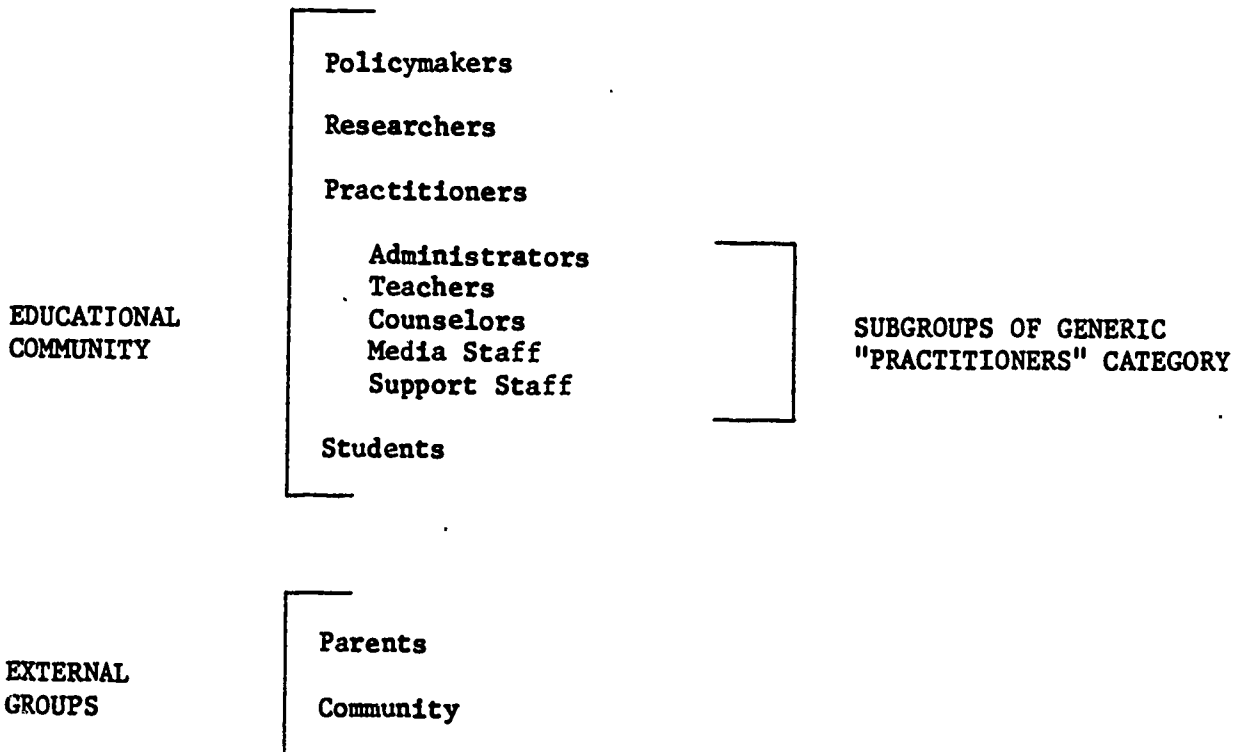 Policymakers
Researchers
Practitioners
Administrators
Teachers
Counselors
Media Staff
Support Staff
Students
EDUCATIONAL
COMMUNITY
SUBGROUPS OF GENERIC
"PRACTITIONERS" CATEGORY
Parents
Community
EXTERNAL
GROUPS